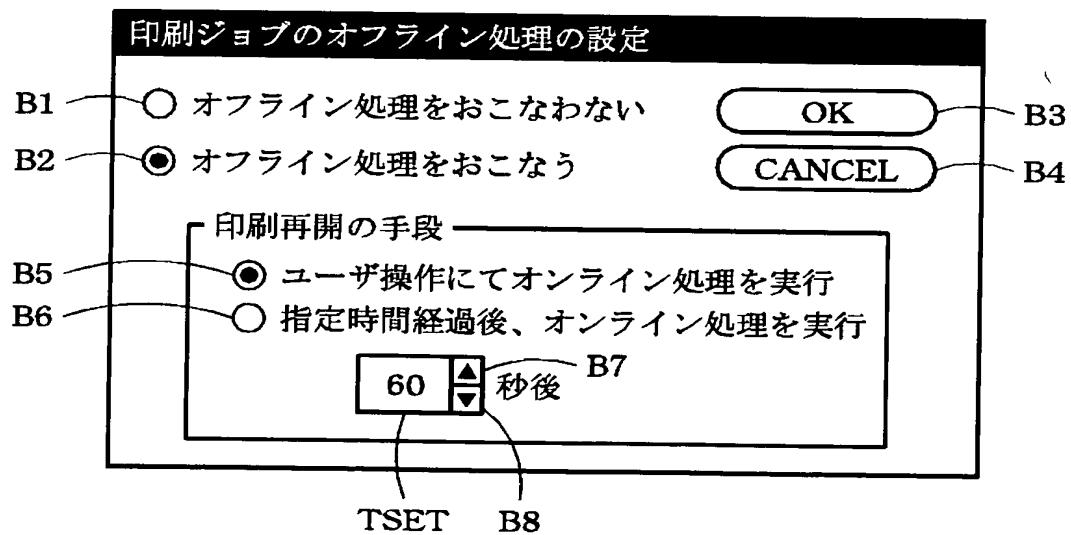 印刷ジョブのオフライン処理の設定
B1 オフライン処理をおこなわない OK B3
B2 オフライン処理をおこなう CANCEL B4
印刷再開の手段
B5 ユーザ操作にてオンライン処理を実行
B6 指定時間経過後、オンライン処理を実行
60 秒後 B7
TSET B8